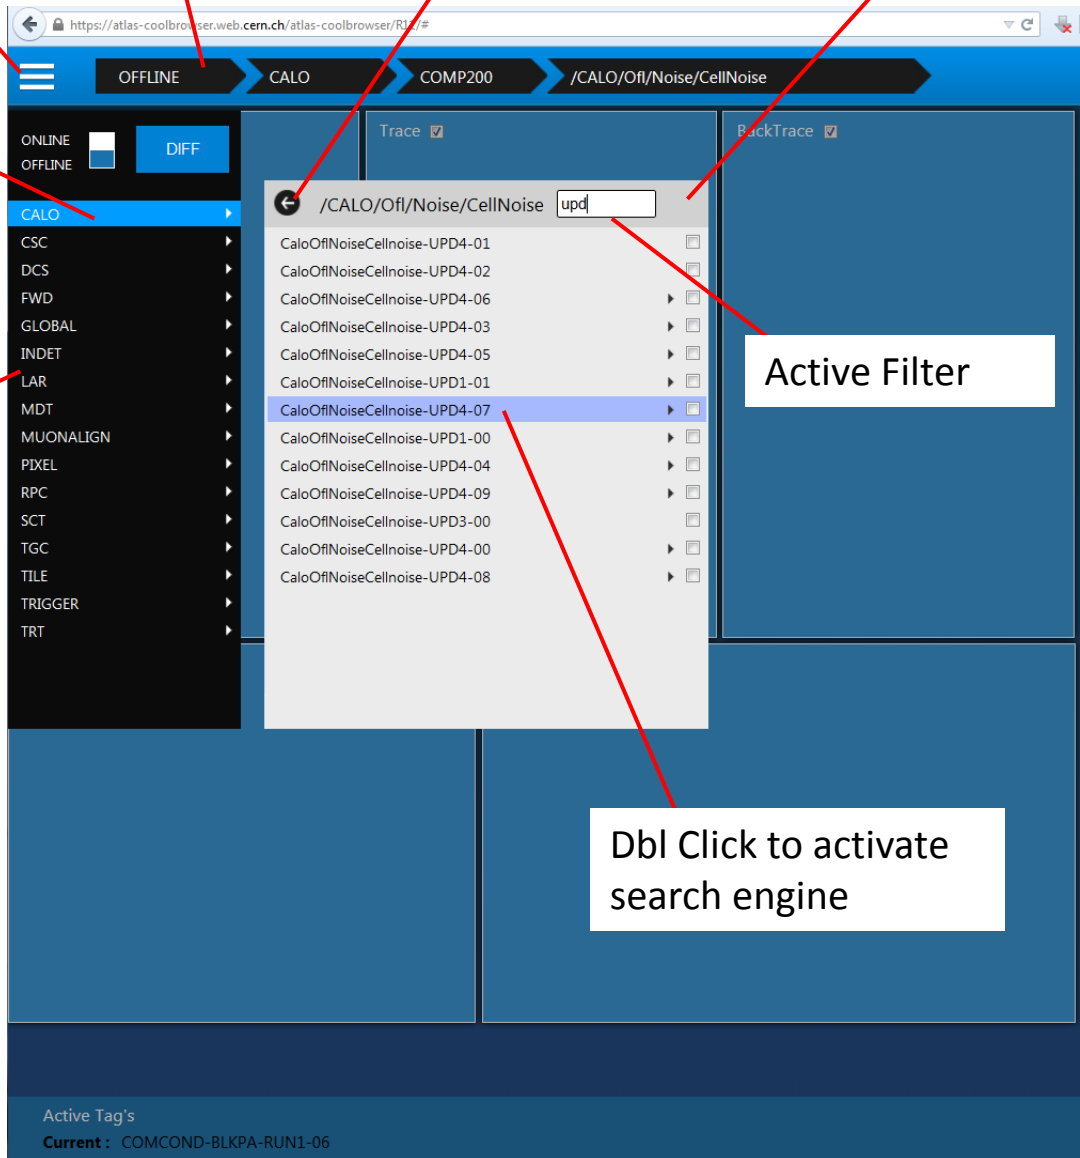 https://atlas-coolbrowser.web.cern.ch/atlas-coolbrowser/R12/#
OFFLINE
CALO
COMP200
/CALO/Ofl/Noise/CellNoise
ONLINE
OFFLINE
DIFF
Trace
BackTrace
/CALO/Ofl/Noise/CellNoise
upd
CALO
CSC
DCS
FWD
GLOBAL
INDET
LAR
MDT
MUONALIGN
PIXEL
RPC
SCT
TGC
TILE
TRIGGER
TRT
CaloOflNoiseCellnoise-UPD4-01
CaloOflNoiseCellnoise-UPD4-02
CaloOflNoiseCellnoise-UPD4-06
CaloOflNoiseCellnoise-UPD4-03
CaloOflNoiseCellnoise-UPD4-05
CaloOflNoiseCellnoise-UPD1-01
CaloOflNoiseCellnoise-UPD4-07
CaloOflNoiseCellnoise-UPD1-00
CaloOflNoiseCellnoise-UPD4-04
CaloOflNoiseCellnoise-UPD4-09
CaloOflNoiseCellnoise-UPD3-00
CaloOflNoiseCellnoise-UPD4-00
CaloOflNoiseCellnoise-UPD4-08
Active Filter
Dbl Click to activate
search engine
Active Tag's
Current : COMCOND-BLKPA-RUN1-06